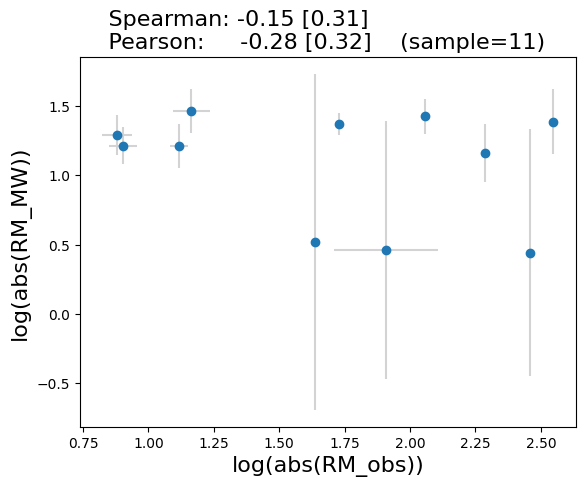 Spearman: -0.15 [0.31]
Pearson: -0.28 [0.32] (sample=11)
1.5
1.0
0.5
0.0
−0.5
log(abs(RM_MW))
0.75 1.00 1.25 1.50 1.75 2.00 2.25 2.50
log(abs(RM_obs))